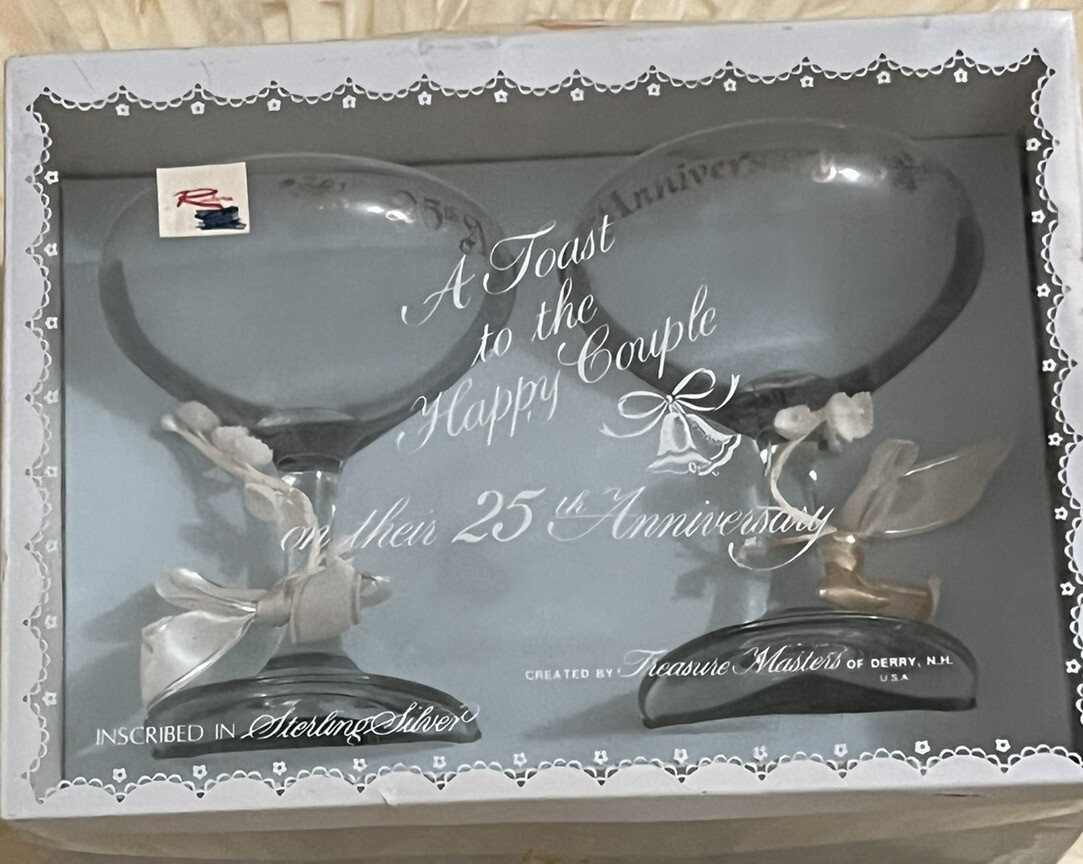 25th
Anniversary
A Toast
to the
Happy Couple
on their 25th Anniversary
CREATED BY Treasure Masters OF DERRY, N.H.
U.S.A.
INSCRIBED IN Sterling Silver